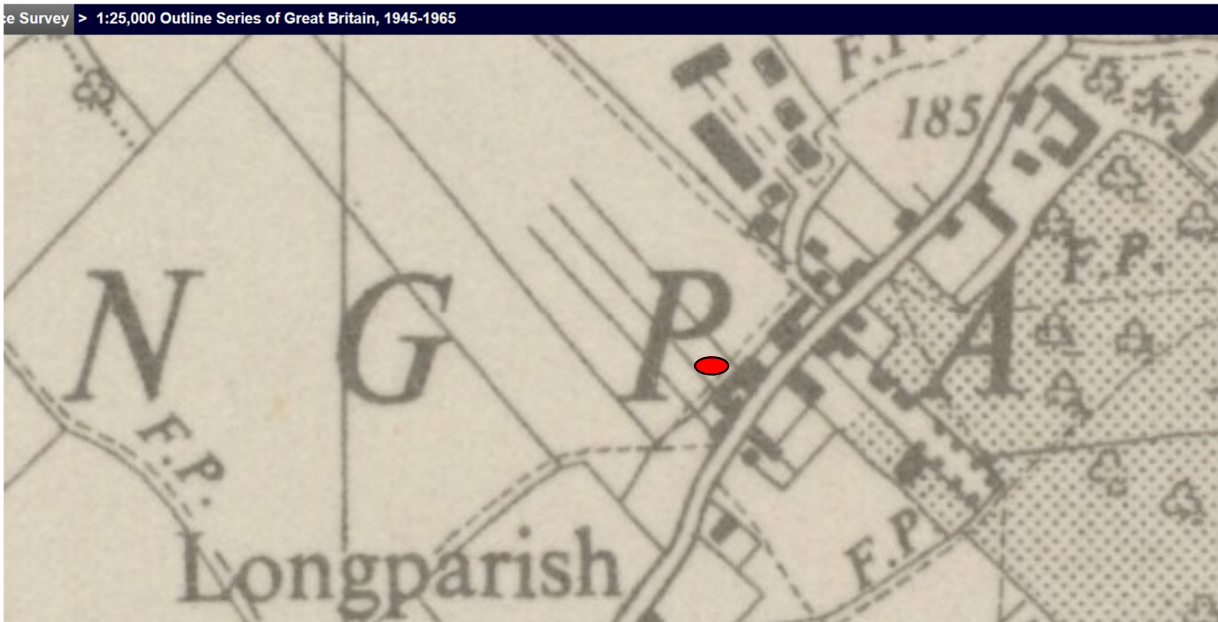 ce Survey > 1:25,000 Outline Series of Great Britain, 1945-1965
F.P.
185
F.P.
N G P A
F.P.
Longparish
F.P.